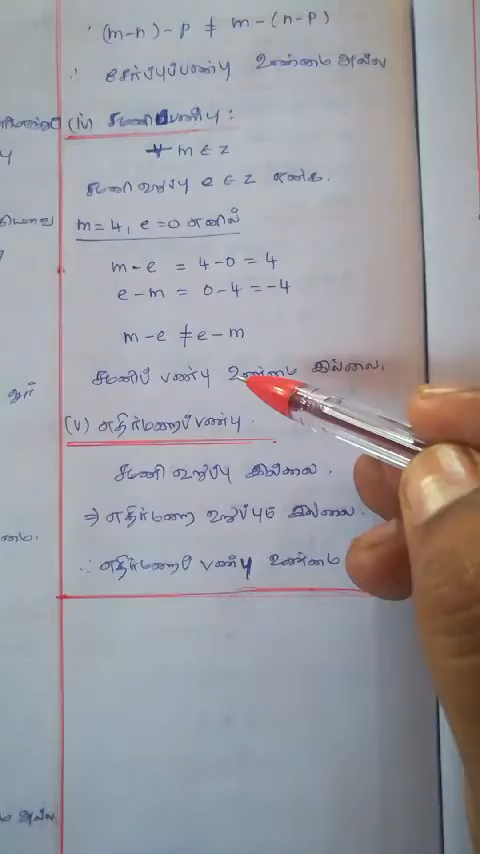 ∴ (m-n)-p ≠ m-(n-p)
∴ சேர்ப்புப்பண்பு உண்மை அல்ல
(iv) சமனிப்பண்பு :
∀ m ∈ z
சமனி உறுப்பு e ∈ z என்க.
m=4, e=0 எனில்
m-e = 4-0 = 4
e-m = 0-4 = -4
m-e ≠ e-m
சமனிப் பண்பு உண்மை இல்லை.
(v) எதிர்மறைப் பண்பு.
சமனி உறுப்பு இல்லை.
⇒ எதிர்மறை உறுப்பும் இல்லை.
∴ எதிர்மறைப் பண்பு உண்மை
அல்ல